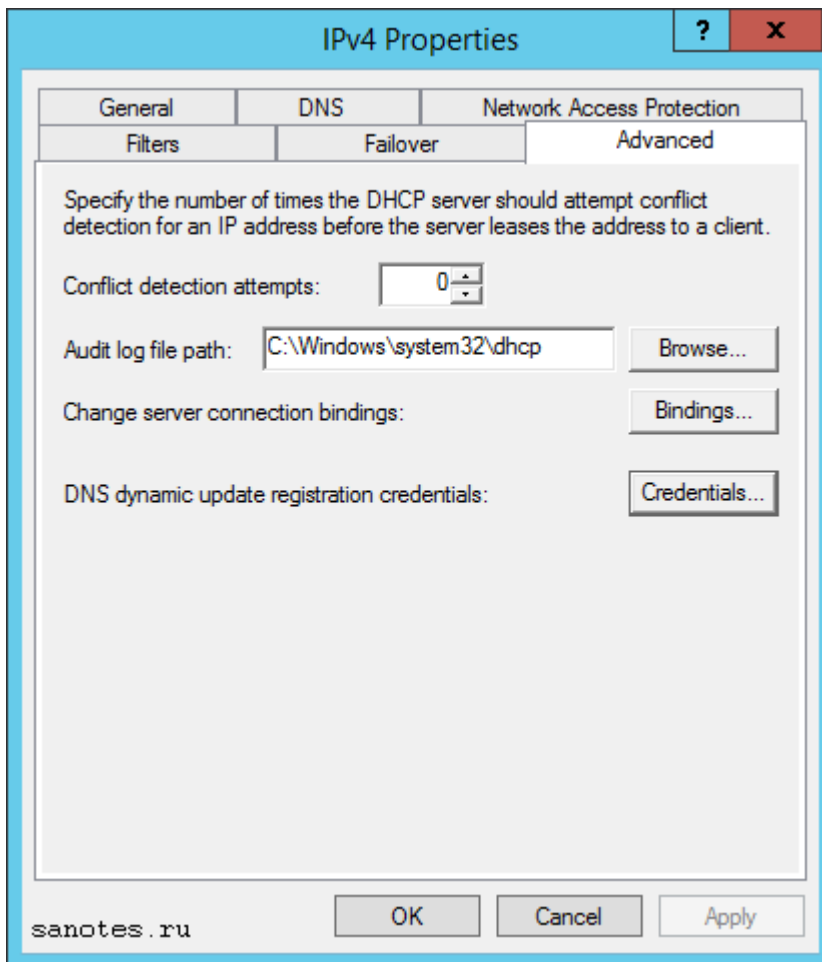 IPv4 Properties
?
x
General
DNS
Network Access Protection
Filters
Failover
Advanced
Specify the number of times the DHCP server should attempt conflict
detection for an IP address before the server leases the address to a client.
Conflict detection attempts:
0
Audit log file path:
C:\Windows\system32\dhcp
Browse...
Change server connection bindings:
Bindings...
DNS dynamic update registration credentials:
Credentials...
sanotes.ru
OK
Cancel
Apply